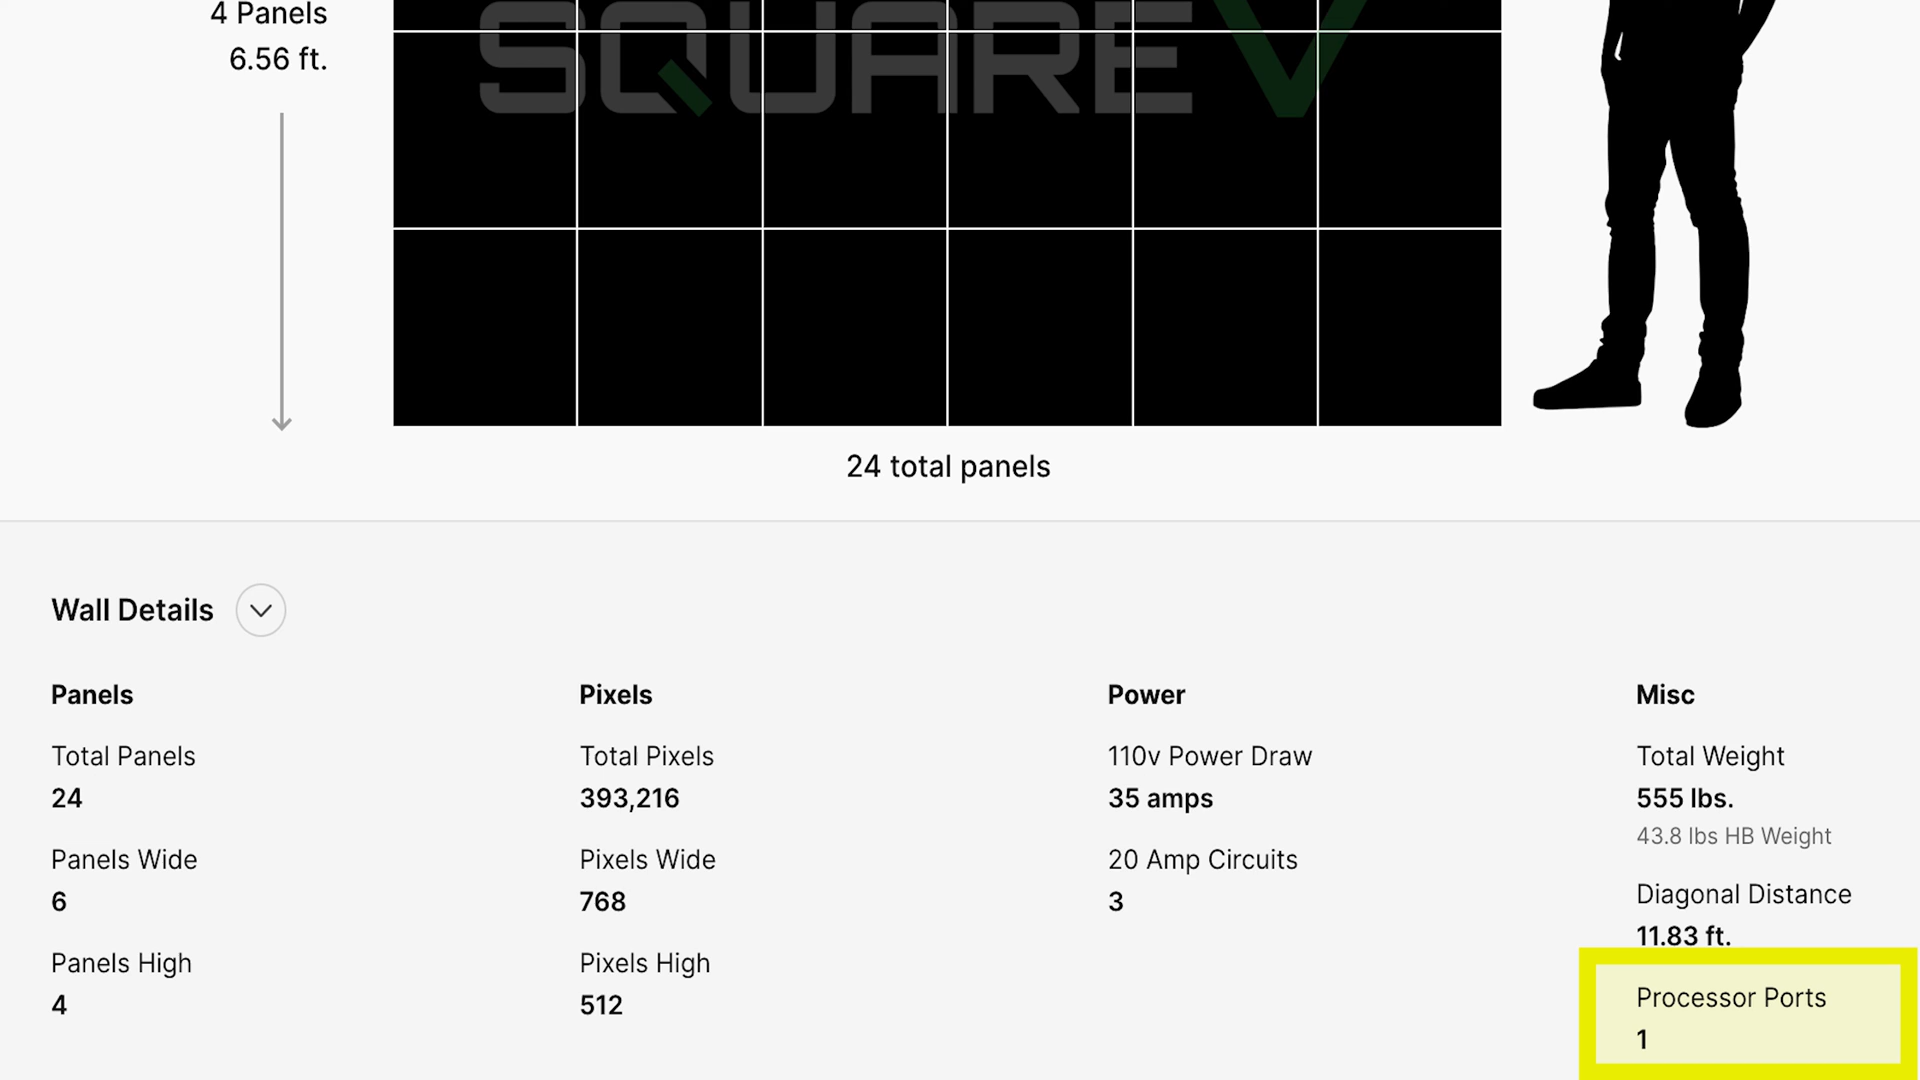 4 Panels
6.56 ft.
SQUARE V
24 total panels
Wall Details
Panels
Total Panels
24
Panels Wide
6
Panels High
4
Pixels
Total Pixels
393,216
Pixels Wide
768
Pixels High
512
Power
110v Power Draw
35 amps
20 Amp Circuits
3
Misc
Total Weight
555 lbs.
43.8 lbs HB Weight
Diagonal Distance
11.83 ft.
Processor Ports
1